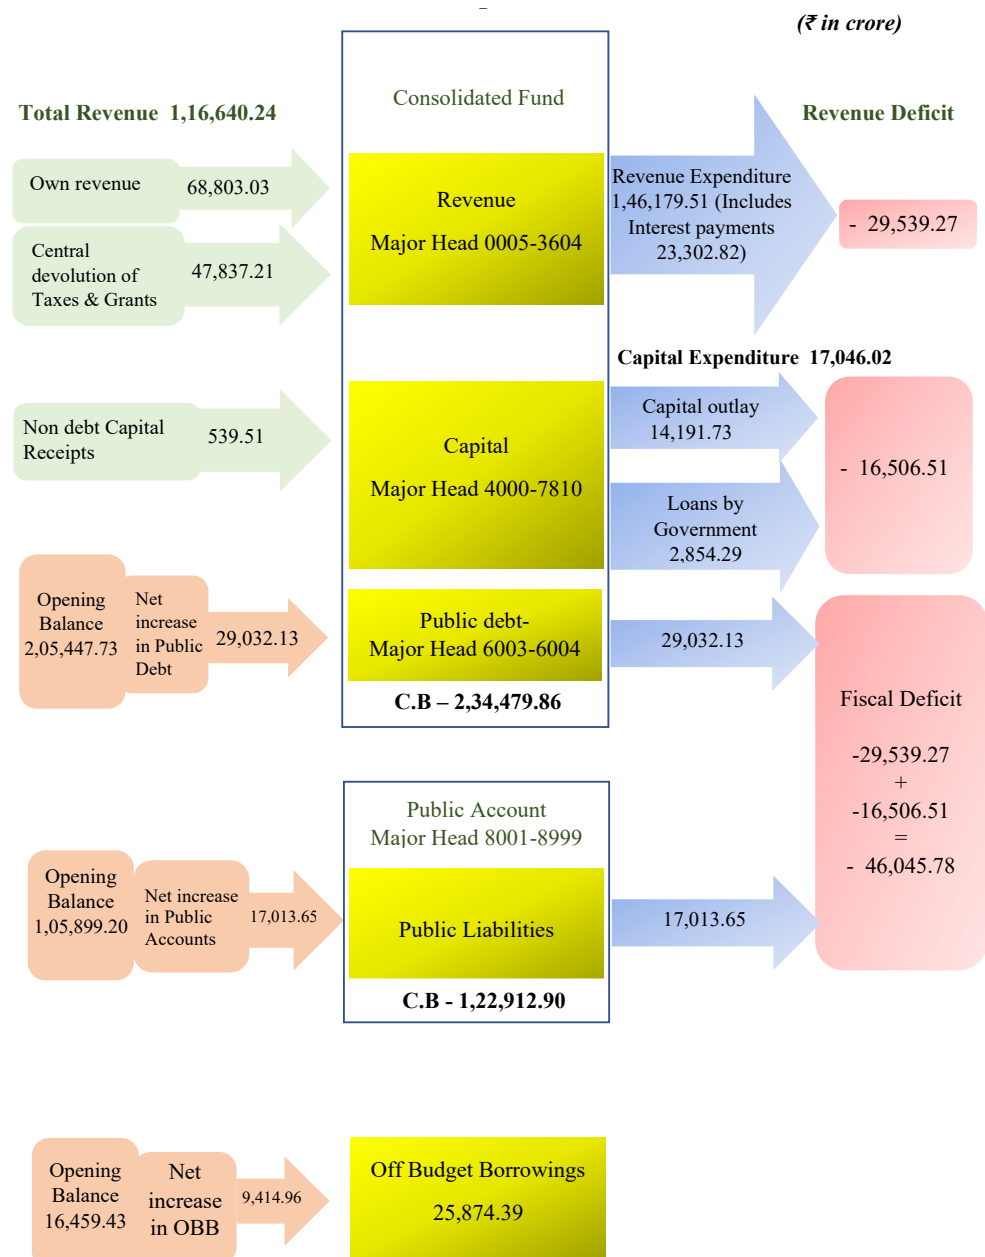 (₹ in crore)
Total Revenue 1,16,640.24
Consolidated Fund
Revenue Deficit
Own revenue
68,803.03
Central
devolution of
Taxes & Grants
47,837.21
Revenue
Major Head 0005-3604
Revenue Expenditure
1,46,179.51 (Includes
Interest payments
23,302.82)
- 29,539.27
Capital Expenditure 17,046.02
Non debt Capital
Receipts
539.51
Capital
Major Head 4000-7810
Capital outlay
14,191.73
Loans by
Government
2,854.29
- 16,506.51
Opening
Balance
2,05,447.73
Net
increase
in Public
Debt
29,032.13
Public debt-
Major Head 6003-6004
C.B – 2,34,479.86
29,032.13
Fiscal Deficit
-29,539.27
+
-16,506.51
=
- 46,045.78
Public Account
Major Head 8001-8999
Opening
Balance
1,05,899.20
Net increase
in Public
Accounts
17,013.65
Public Liabilities
C.B - 1,22,912.90
17,013.65
Opening
Balance
16,459.43
Net
increase
in OBB
9,414.96
Off Budget Borrowings
25,874.39